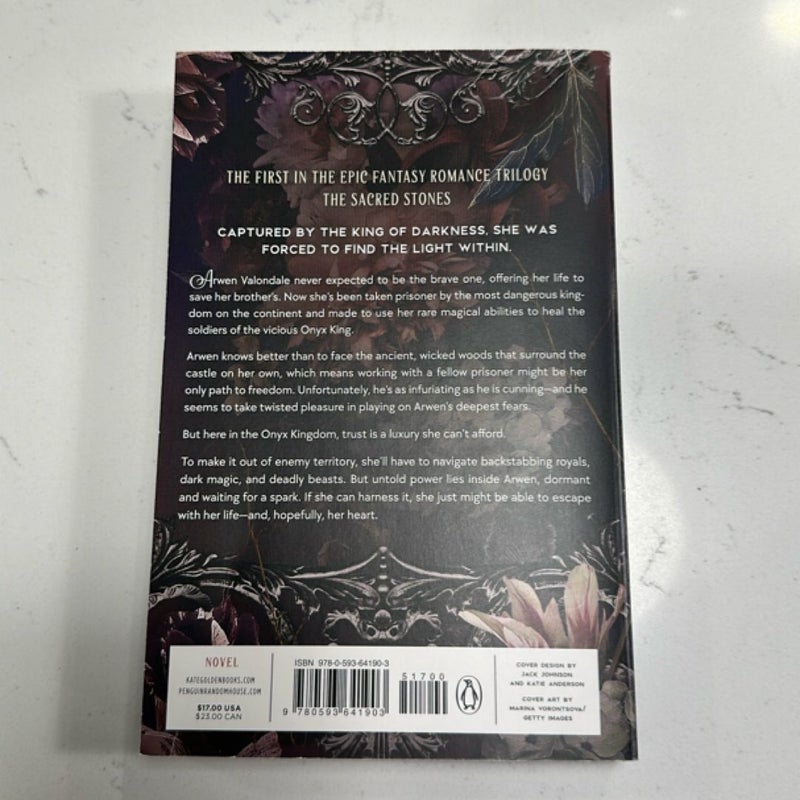 THE FIRST IN THE EPIC FANTASY ROMANCE TRILOGY
THE SACRED STONES
CAPTURED BY THE KING OF DARKNESS, SHE WAS
FORCED TO FIND THE LIGHT WITHIN.
Arwen Valondale never expected to be the brave one, offering her life to
save her brother's. Now she's been taken prisoner by the most dangerous king-
dom on the continent and made to use her rare magical abilities to heal the
soldiers of the vicious Onyx King.
Arwen knows better than to face the ancient, wicked woods that surround the
castle on her own, which means working with a fellow prisoner might be her
only path to freedom. Unfortunately, he's as infuriating as he is cunning—and he
seems to take twisted pleasure in playing on Arwen's deepest fears.
But here in the Onyx Kingdom, trust is a luxury she can't afford.
To make it out of enemy territory, she'll have to navigate backstabbing royals,
dark magic, and deadly beasts. But untold power lies inside Arwen, dormant
and waiting for a spark. If she can harness it, she just might be able to escape
with her life—and, hopefully, her heart.
NOVEL
KATEGOLDENBOOKS.COM
PENGUINRANDOMHOUSE.COM
$17.00 USA
$23.00 CAN
ISBN 978-0-593-64190-3
51700
9 780593 641903
COVER DESIGN BY
JACK JOHNSON
AND KATIE ANDERSON
COVER ART BY
MARINA VORONTSOVA/
GETTY IMAGES